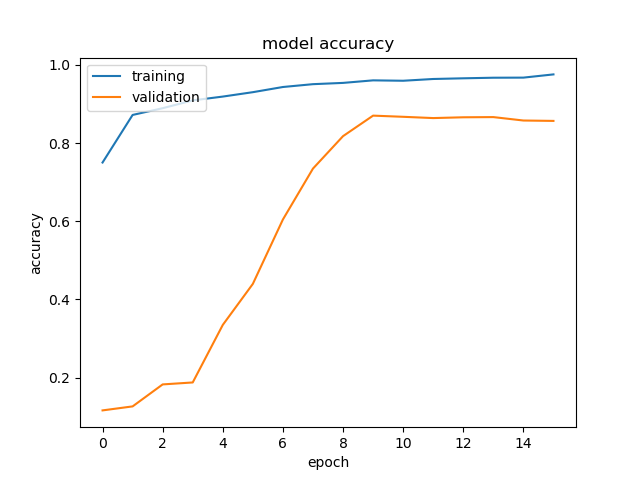 model accuracy
training
validation
1.0
0.8
0.6
0.4
0.2
accuracy
0 2 4 6 8 10 12 14
epoch